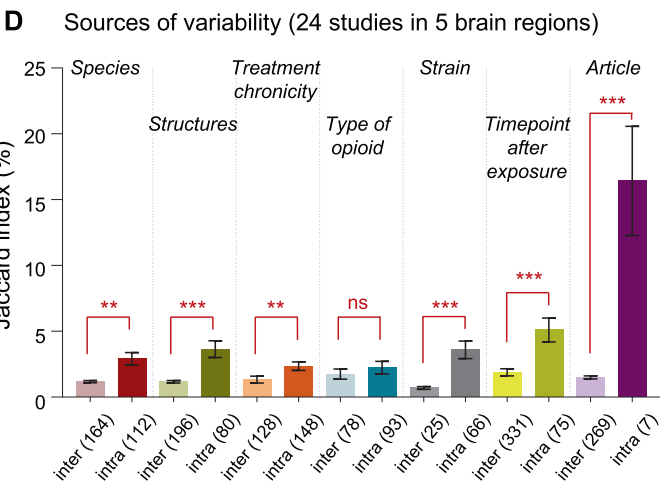 D Sources of variability (24 studies in 5 brain regions)
Species
Treatment
chronicity
Strain
Article
Structures
Type of
opioid
Timepoint
after
exposure
Jaccard Index (%)
25
20
15
10
5
0
**
***
**
ns
***
***
***
inter (164)
intra (112)
inter (196)
intra (80)
inter (128)
intra (148)
inter (78)
intra (93)
inter (25)
intra (66)
inter (331)
intra (75)
inter (269)
intra (7)